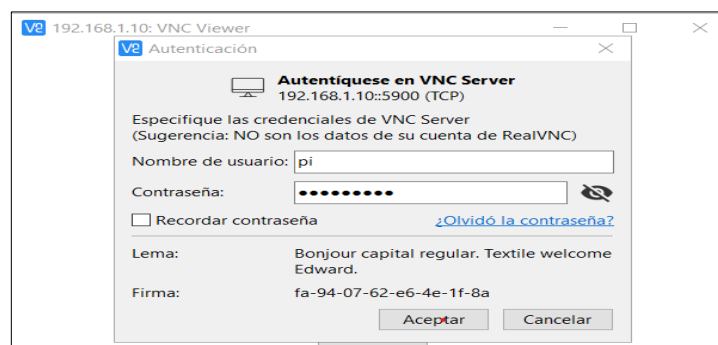 V2 192.168.1.10: VNC Viewer
V2 Autenticación
Autentíquese en VNC Server
192.168.1.10::5900 (TCP)
Especifique las credenciales de VNC Server
(Sugerencia: NO son los datos de su cuenta de RealVNC)
Nombre de usuario: pi
Contraseña: •••••••••
Recordar contraseña ¿Olvidó la contraseña?
Lema: Bonjour capital regular. Textile welcome
Edward.
Firma: fa-94-07-62-e6-4e-1f-8a
Aceptar Cancelar